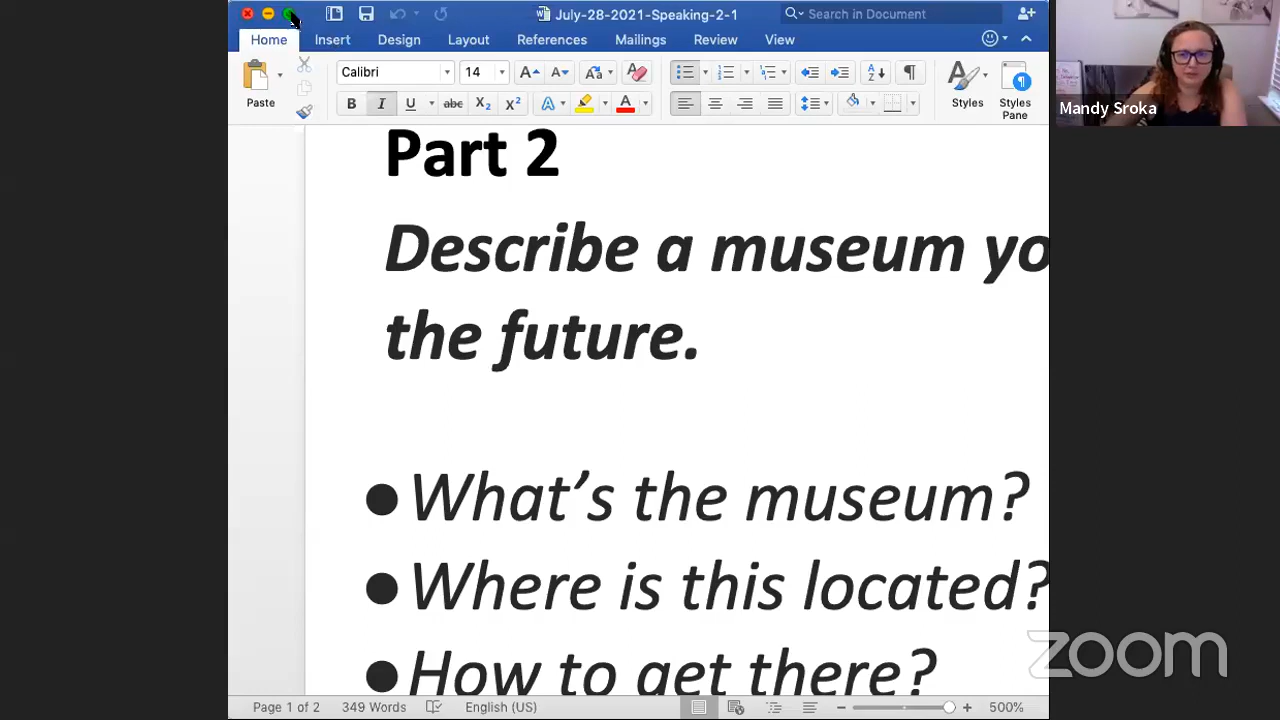 July-28-2021-Speaking-2-1
Search in Document
Home Insert Design Layout References Mailings Review View
Calibri 14
Paste
Styles Styles Pane
Mandy Sroka
Part 2
Describe a museum yo
the future.
What's the museum?
Where is this located?
How to get there?
zoom
Page 1 of 2 349 Words English (US) 500%